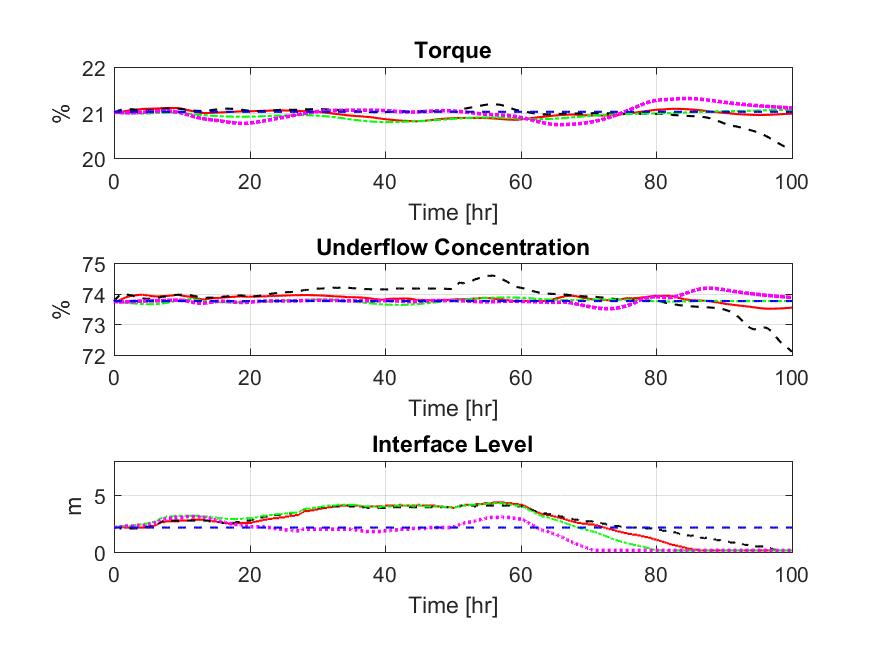 Torque
22
21
20
%
0 20 40 60 80 100
Time [hr]
Underflow Concentration
75
74
73
72
%
0 20 40 60 80 100
Time [hr]
Interface Level
5
0
m
0 20 40 60 80 100
Time [hr]